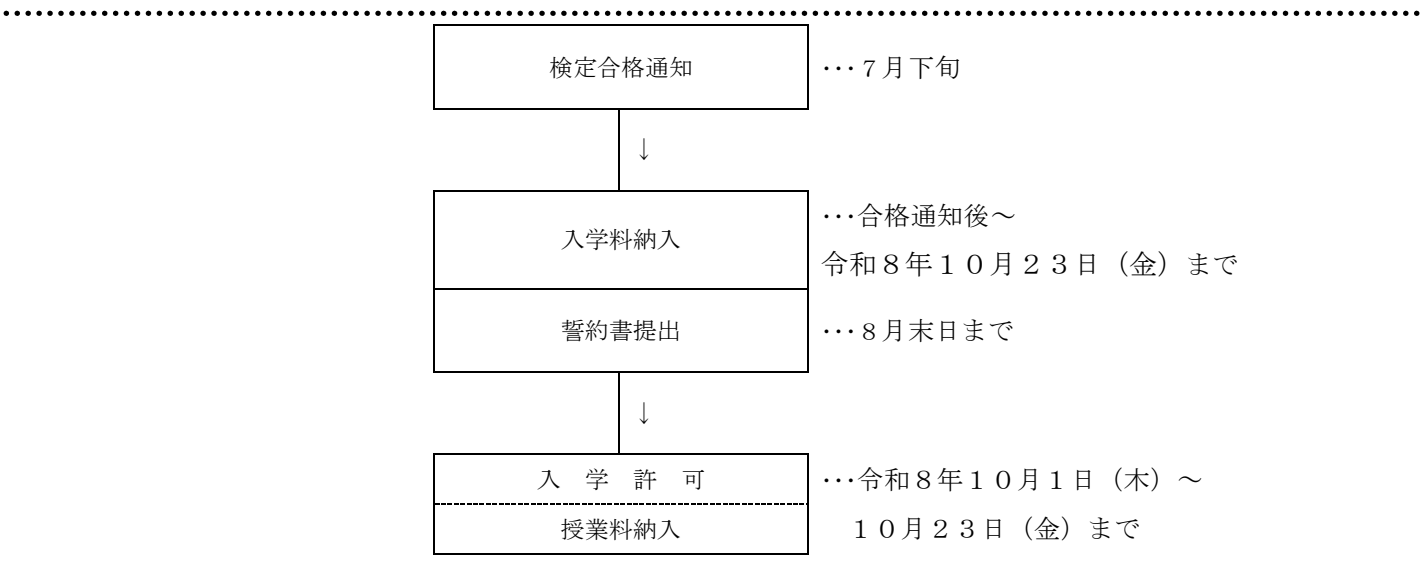 検定合格通知 ･･･７月下旬
↓
入学料納入 ･･･合格通知後～
令和８年１０月２３日（金）まで
誓約書提出 ･･･８月末日まで
↓
入　学　許　可 ･･･令和８年１０月１日（木）～
授業料納入 １０月２３日（金）まで